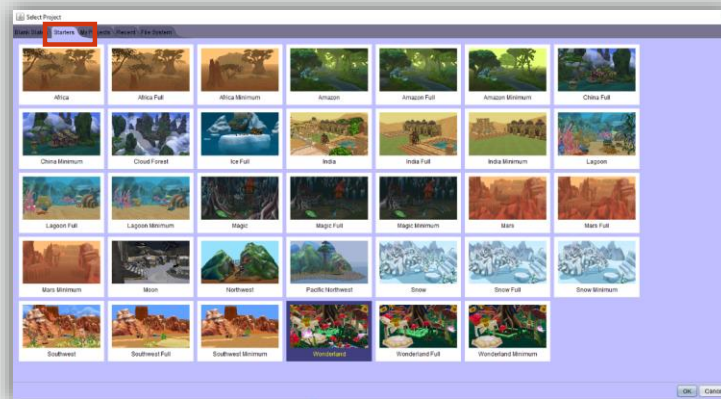 Select Project
Blank Slates Starters My Projects Recent File System
Africa Africa Full Africa Minimum Amazon Amazon Full Amazon Minimum China Full
China Minimum Cloud Forest Ice Full India India Full India Minimum Lagoon
Lagoon Full Lagoon Minimum Magic Magic Full Magic Minimum Mars Mars Full
Mars Minimum Moon Northwest Pacific Northwest Snow Snow Full Snow Minimum
Southwest Southwest Full Southwest Minimum Wonderland Wonderland Full Wonderland Minimum
OK Cancel